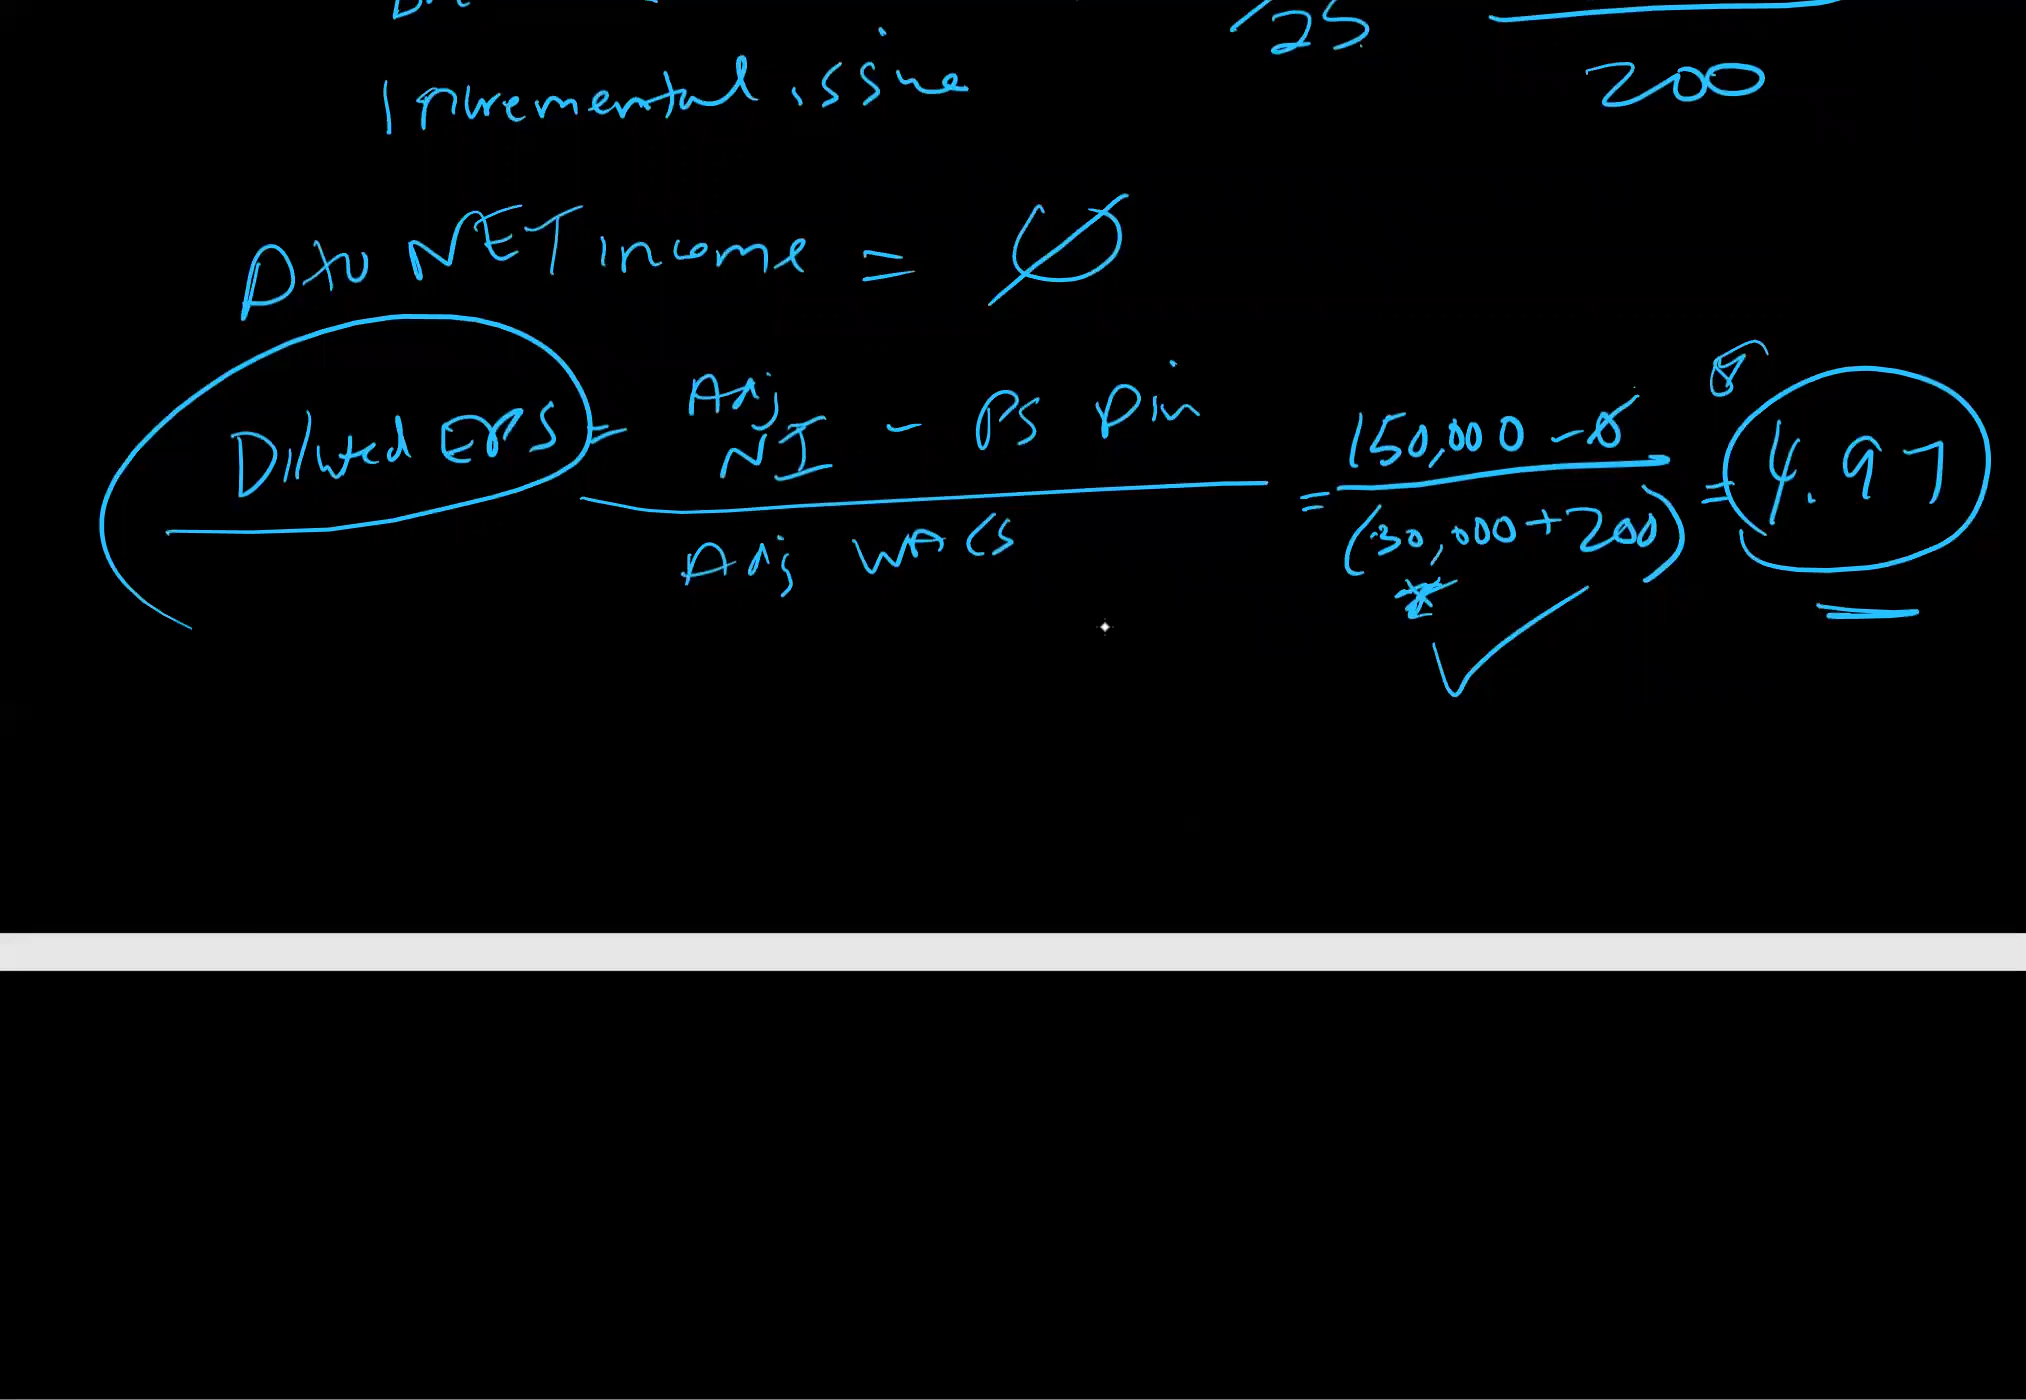 /25
Incremental issue
200
D to NET income = Ø
Diluted EPS = Adj NI - PS Div / Adj WACS = 150,000 - 0 / (30,000 + 200) = 4.97